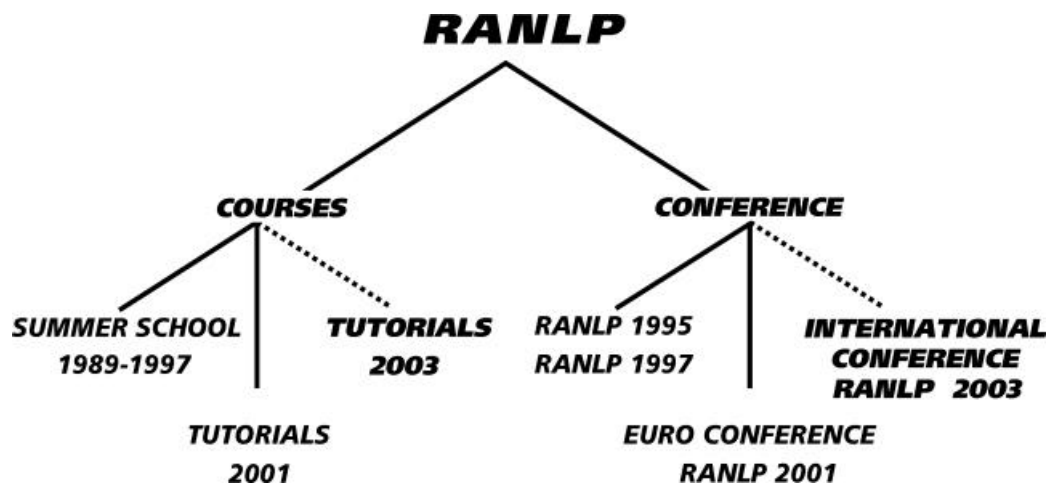 RANLP
COURSES
CONFERENCE
SUMMER SCHOOL
1989-1997
TUTORIALS
2003
RANLP 1995
RANLP 1997
INTERNATIONAL
CONFERENCE
RANLP 2003
TUTORIALS
2001
EURO CONFERENCE
RANLP 2001